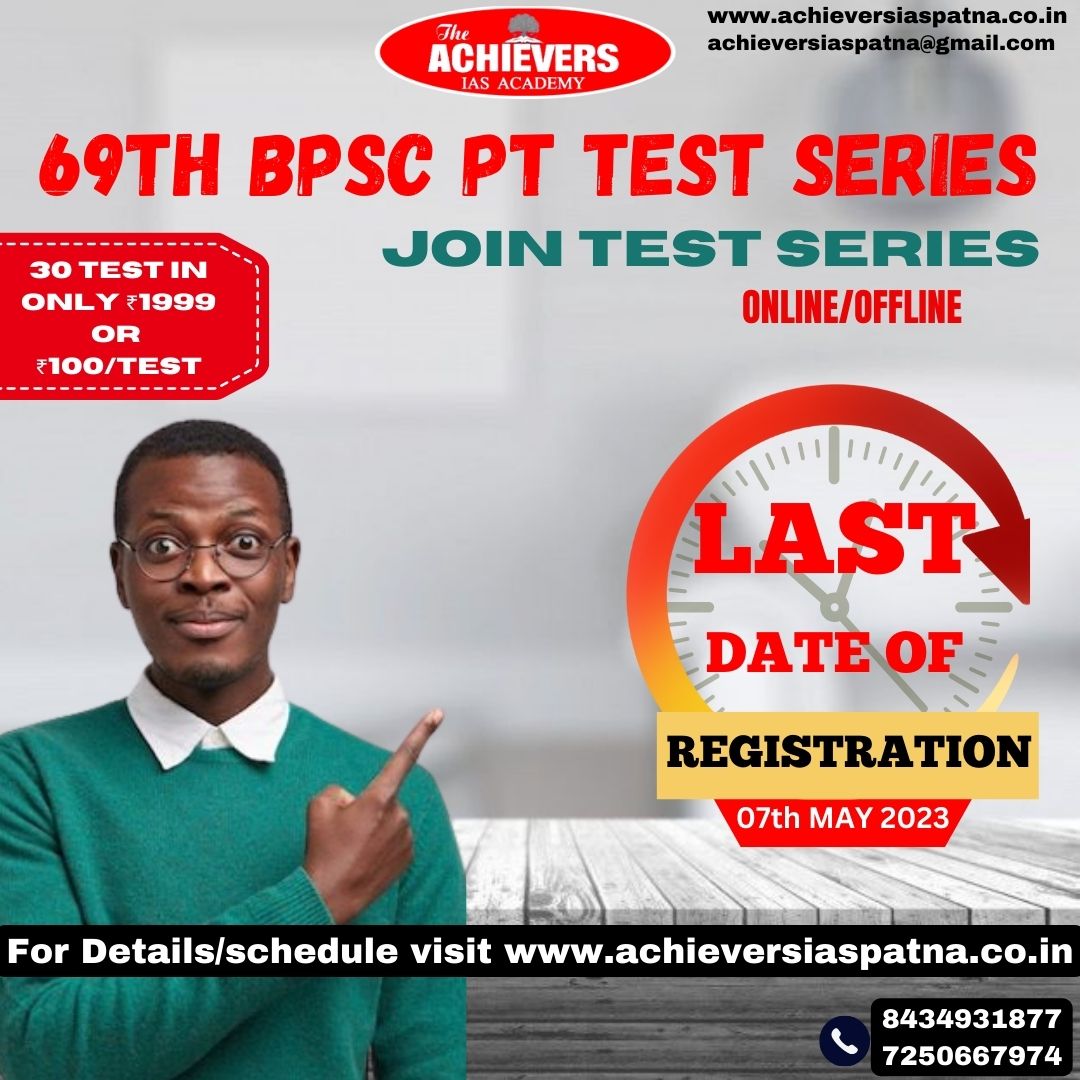 The
ACHIEVERS
IAS ACADEMY
www.achieversiaspatna.co.in
achieversiaspatna@gmail.com
69TH BPSC PT TEST SERIES
JOIN TEST SERIES
ONLINE/OFFLINE
30 TEST IN
ONLY ₹1999
OR
₹100/TEST
LAST
DATE OF
REGISTRATION
07th MAY 2023
For Details/schedule visit www.achieversiaspatna.co.in
8434931877
7250667974